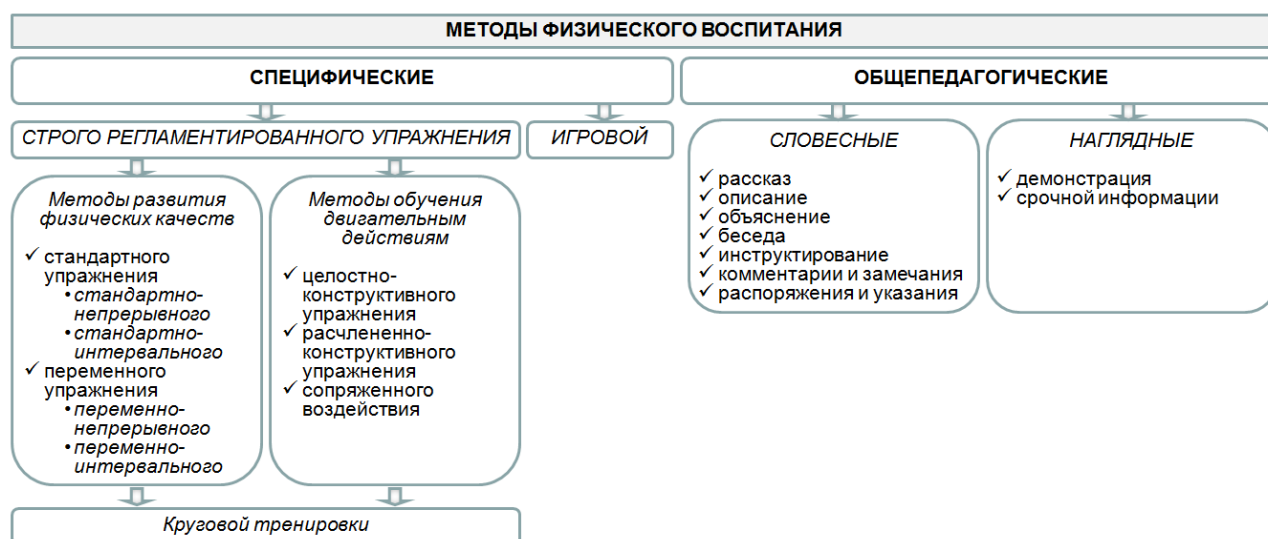 МЕТОДЫ ФИЗИЧЕСКОГО ВОСПИТАНИЯ
СПЕЦИФИЧЕСКИЕ
ОБЩЕПЕДАГОГИЧЕСКИЕ
СТРОГО РЕГЛАМЕНТИРОВАННОГО УПРАЖНЕНИЯ
ИГРОВОЙ
Методы развития
физических качеств
✓ стандартного
упражнения
• стандартно-
непрерывного
• стандартно-
интервального
✓ переменного
упражнения
• переменно-
непрерывного
• переменно-
интервального
Методы обучения
двигательным
действиям
✓ целостно-
конструктивного
упражнения
✓ расчлененно-
конструктивного
упражнения
✓ сопряженного
воздействия
Круговой тренировки
СЛОВЕСНЫЕ
✓ рассказ
✓ описание
✓ объяснение
✓ беседа
✓ инструктирование
✓ комментарии и замечания
✓ распоряжения и указания
НАГЛЯДНЫЕ
✓ демонстрация
✓ срочной информации